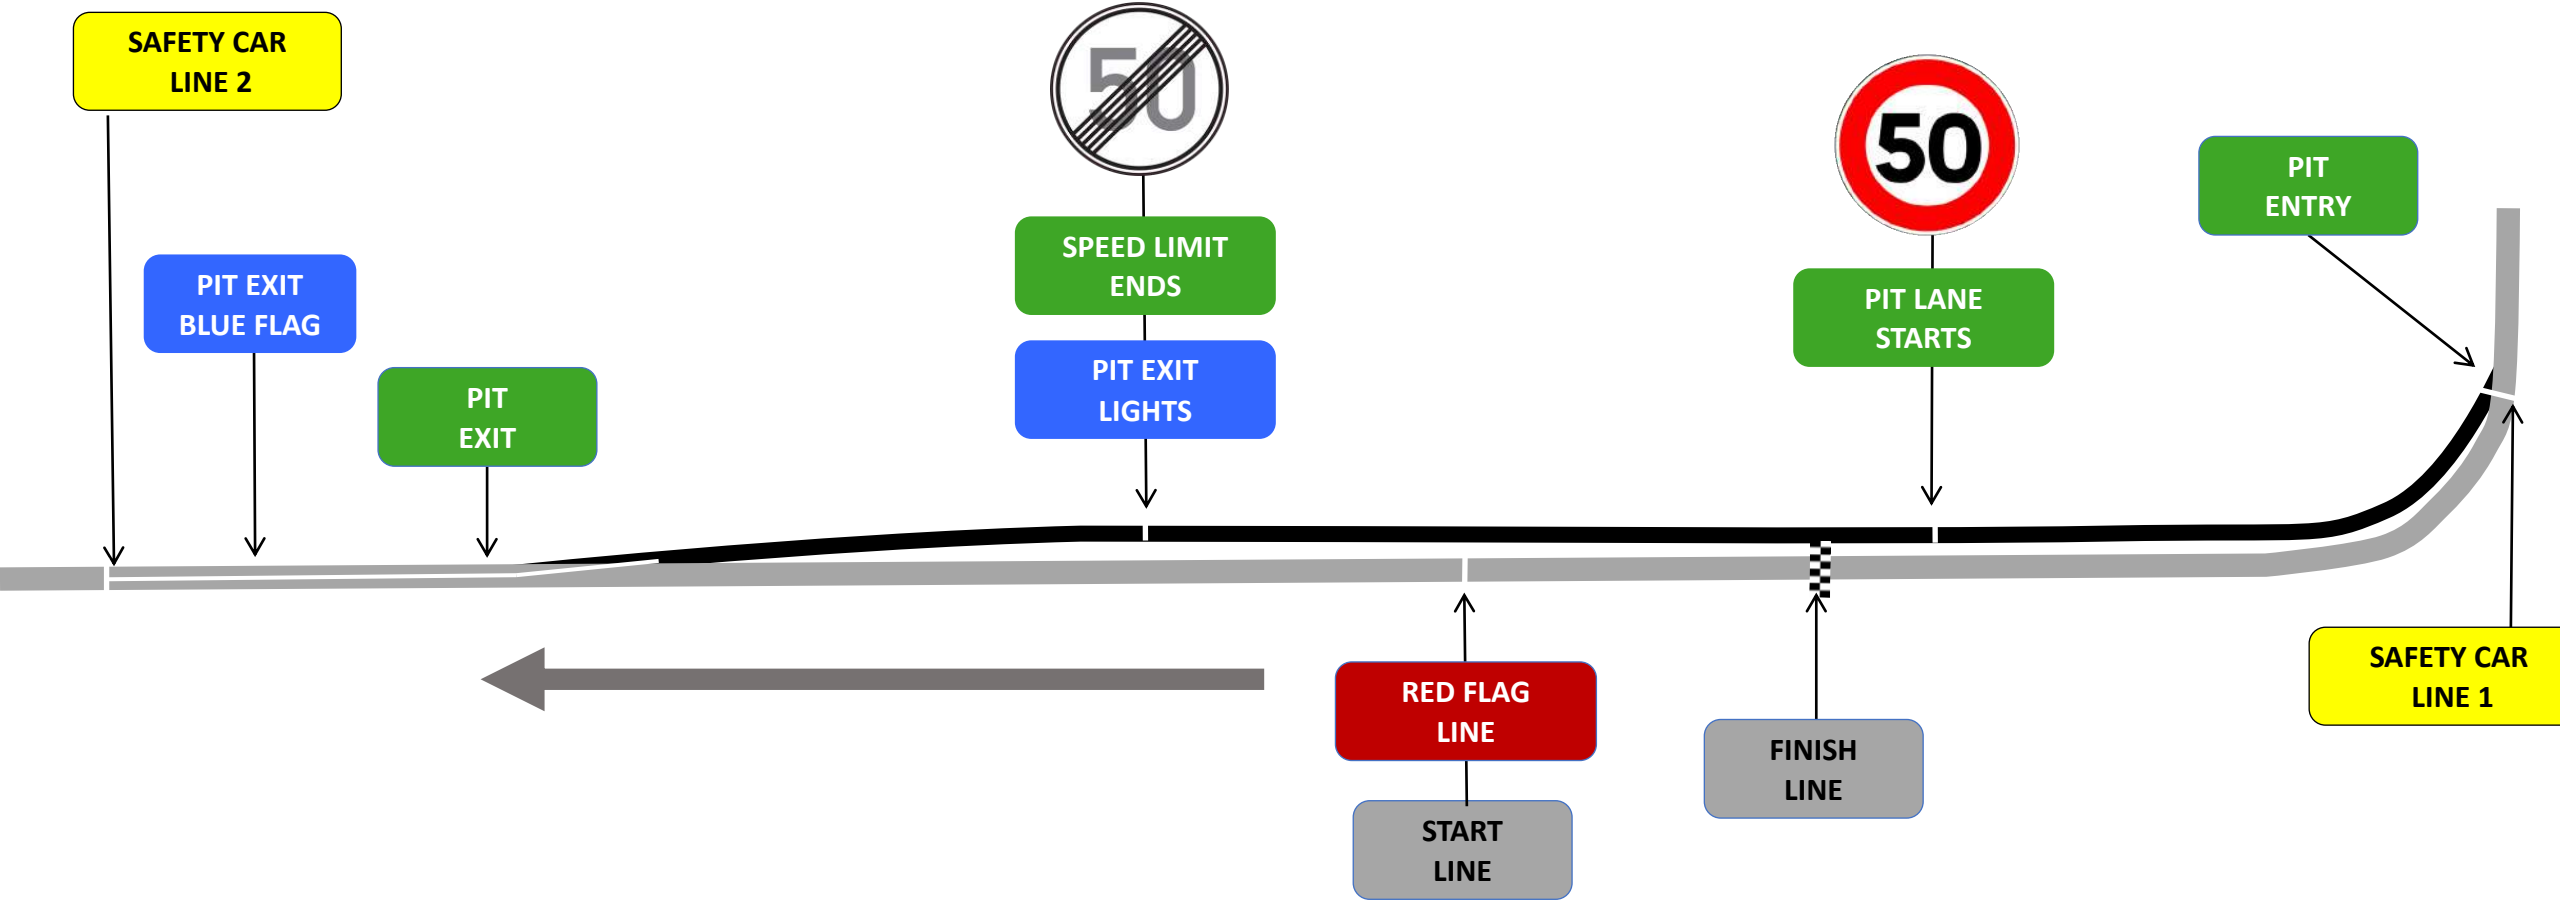 SAFETY CAR
LINE 2
50
50
PIT
ENTRY
SPEED LIMIT
ENDS
PIT EXIT
BLUE FLAG
PIT LANE
STARTS
PIT EXIT
LIGHTS
PIT
EXIT
RED FLAG
LINE
SAFETY CAR
LINE 1
FINISH
LINE
START
LINE